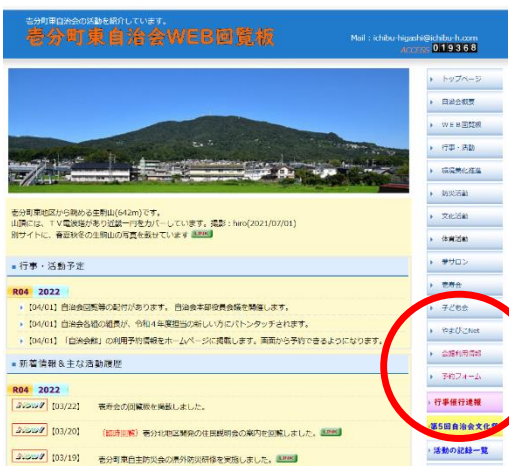 壱分町東自治会の活動を紹介しています。
壱分町東自治会WEB回覧板
Mail : ichibu-higashi@ichibu-h.com
ACCESS 019368
トップページ
自治会概要
WEB回覧板
行事・活動
環境美化推進
防災活動
文化活動
体育活動
夢サロン
壱寿会
子ども会
やまびこNet
会館利用情報
予約フォーム
行事催行速報
第5回自治会文化祭
活動の記録一覧
壱分町東地区から眺める生駒山(642m)です。
山頂には、TV電波塔があり近畿一円をカバーしています。撮影:hiro(2021/07/01)
別サイトに、春夏秋冬の生駒山の写真を載せています LINK
行事・活動予定
R04 2022
[04/01] 自治会回覧等の配付があります。 自治会本部役員会議を開催します。
[04/01] 自治会各組の組長が、令和4年度担当の新しい方にバトンタッチされます。
[04/01] 「自治会館」の利用予約情報をホームページに掲載します。画面から予約できるようになります。
新着情報&主な活動履歴
R04 2022
[03/22] 壱寿会の回覧板を掲載しました。
[03/20] (臨時回覧) 壱分北地区開発の住民説明会の案内を回覧しました。 LINK
[03/19] 壱分町東自主防災会の県外防災研修を実施しました。 LINK